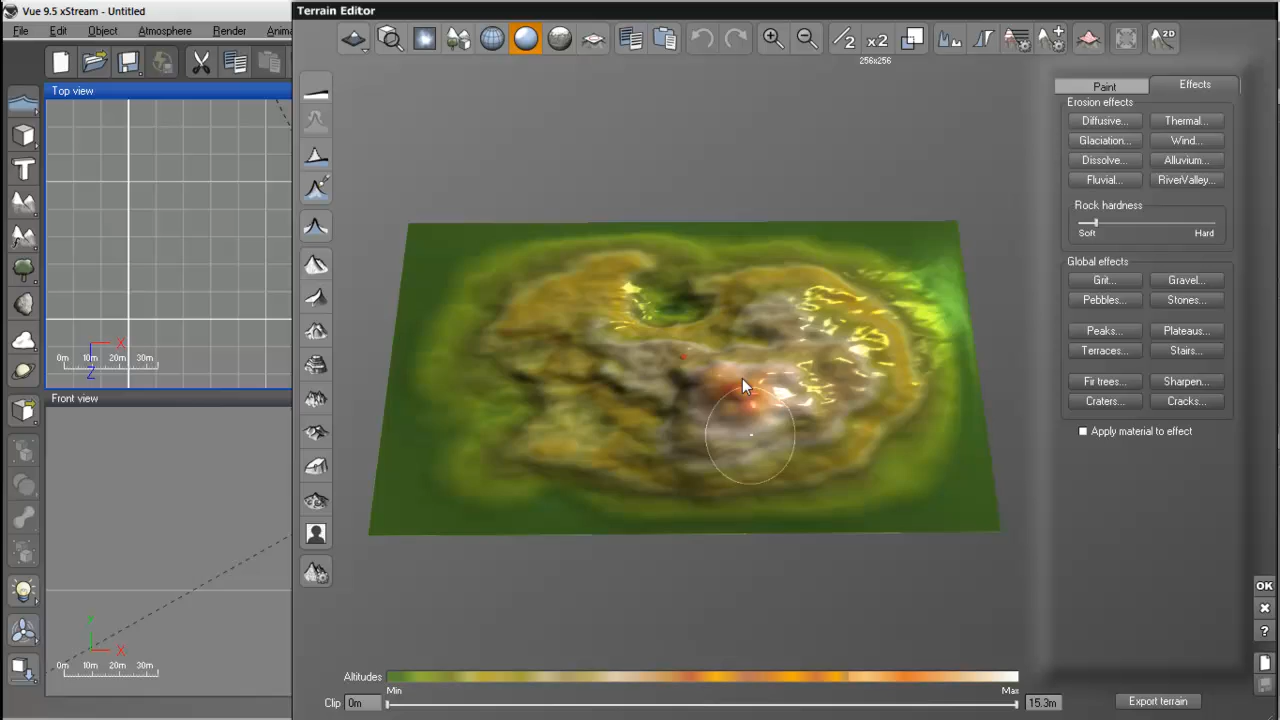 Vue 9.5 xStream - Untitled
File Edit Object Atmosphere Render Anima
Top view
X
0m 10m 20m 30m
Z
Front view
Y
X
0m 10m 20m 30m
Terrain Editor
2 x2 2D
256x256
Paint Effects
Erosion effects
Diffusive... Thermal...
Glaciation... Wind...
Dissolve... Alluvium...
Fluvial... RiverValley...
Rock hardness
Soft Hard
Global effects
Grit... Gravel...
Pebbles... Stones...
Peaks... Plateaus...
Terraces... Stairs...
Fir trees... Sharpen...
Craters... Cracks...
Apply material to effect
OK
?
Altitudes
Min Max
Clip 0m 15.3m
Export terrain